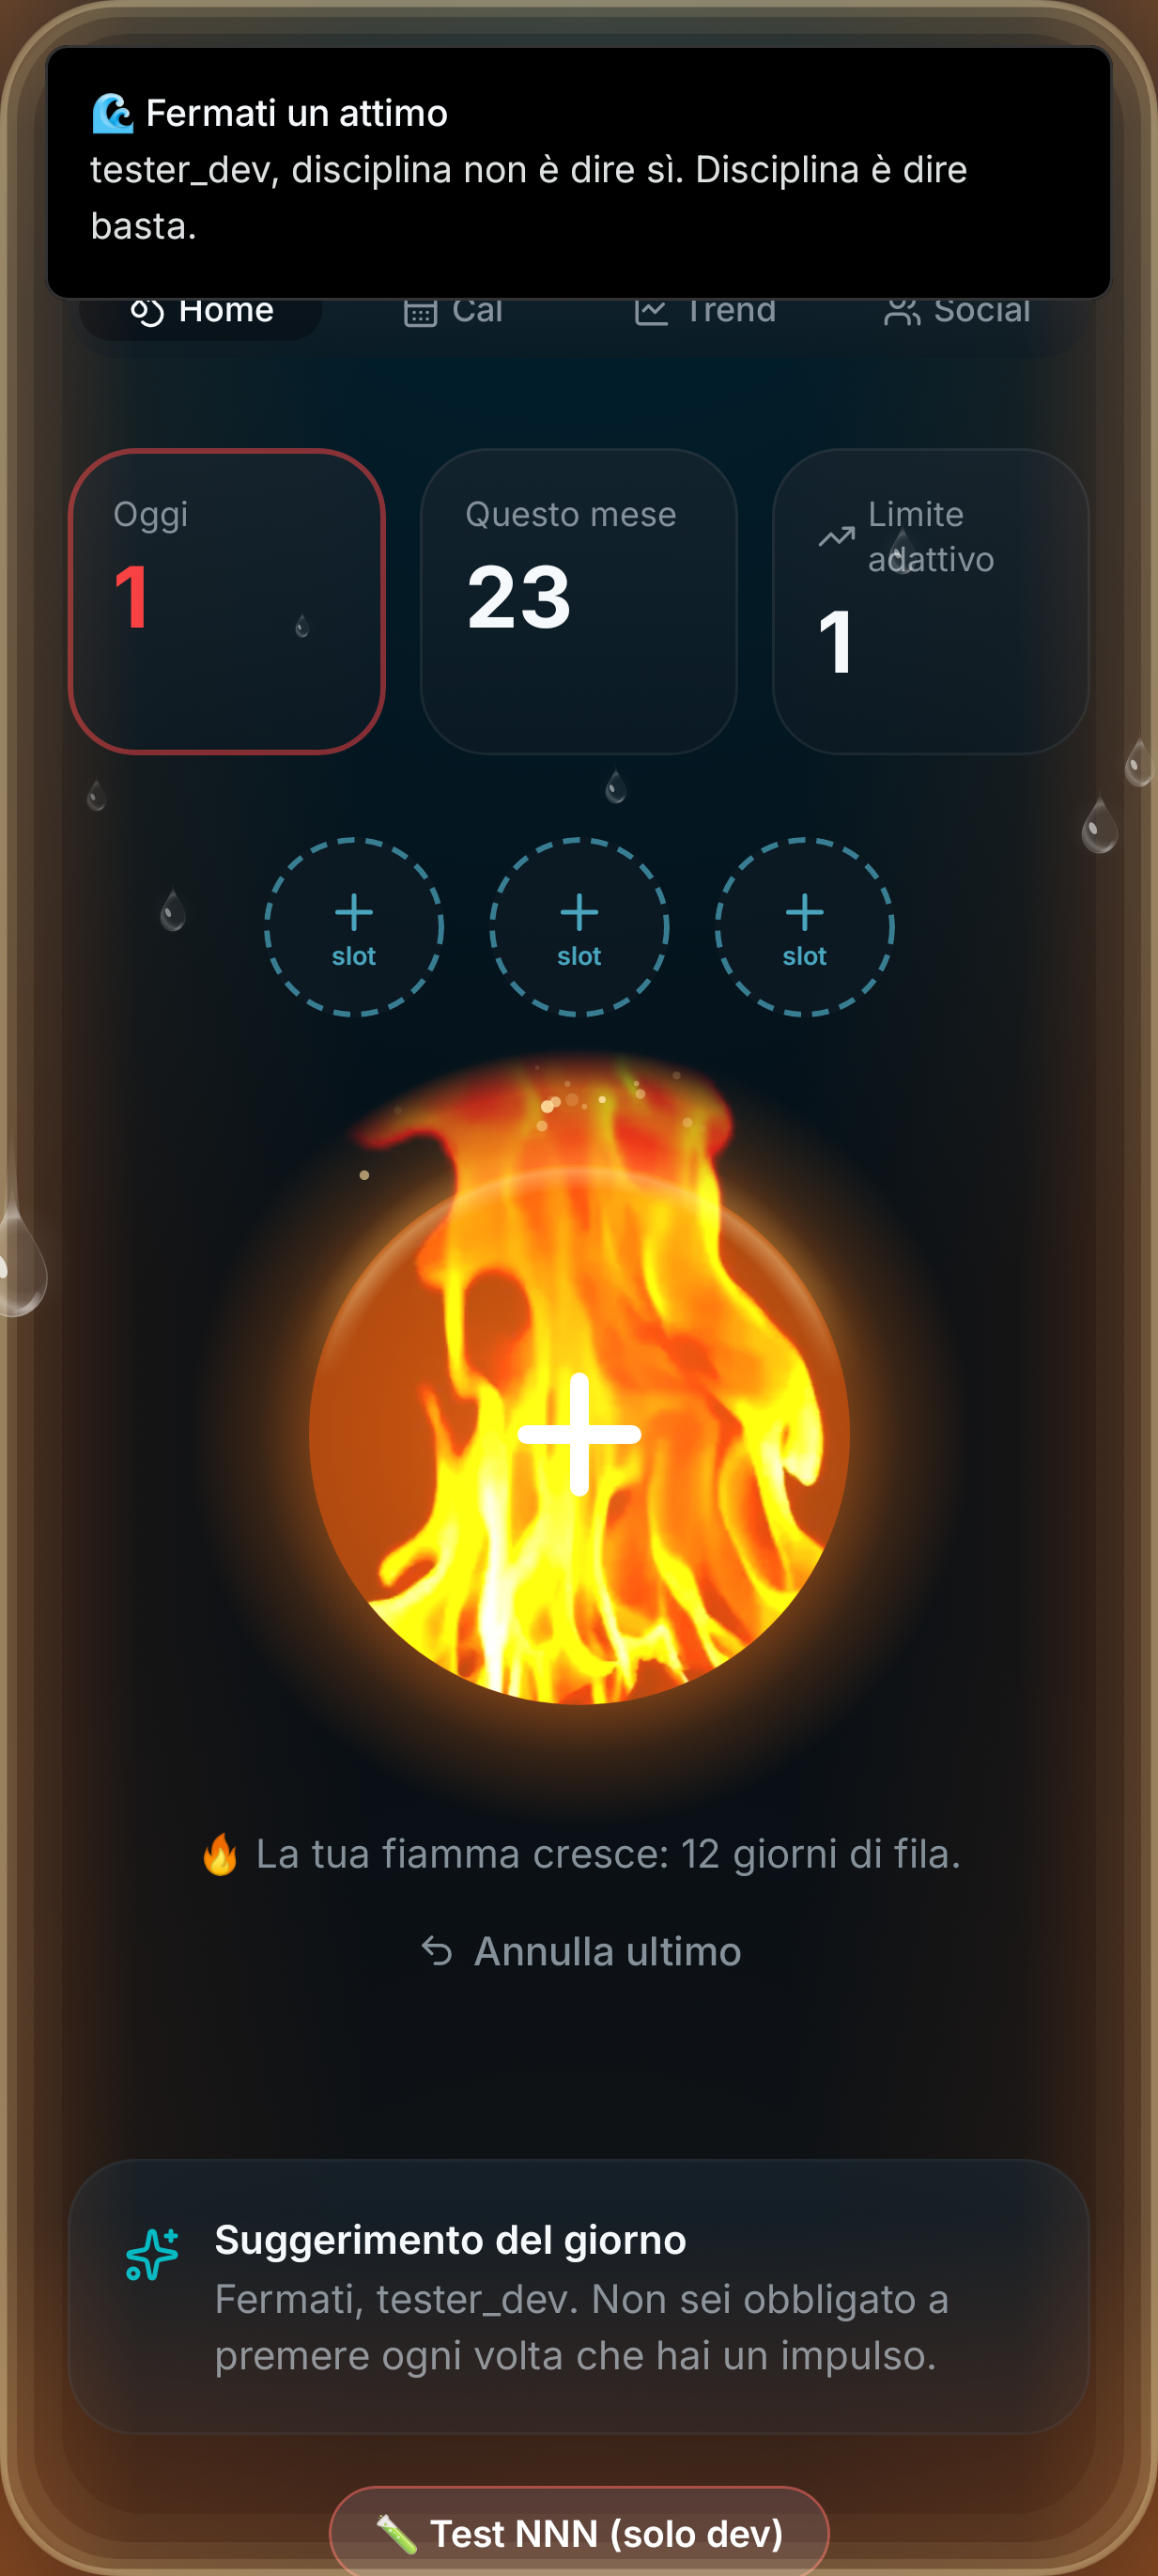 🌊 Fermati un attimo
tester_dev, disciplina non è dire sì. Disciplina è dire
basta.
Home Cal Trend Social
Oggi
1
Questo mese
23
Limite
adattivo
1
slot slot slot
🔥 La tua fiamma cresce: 12 giorni di fila.
Annulla ultimo
Suggerimento del giorno
Fermati, tester_dev. Non sei obbligato a
premere ogni volta che hai un impulso.
🧪 Test NNN (solo dev)